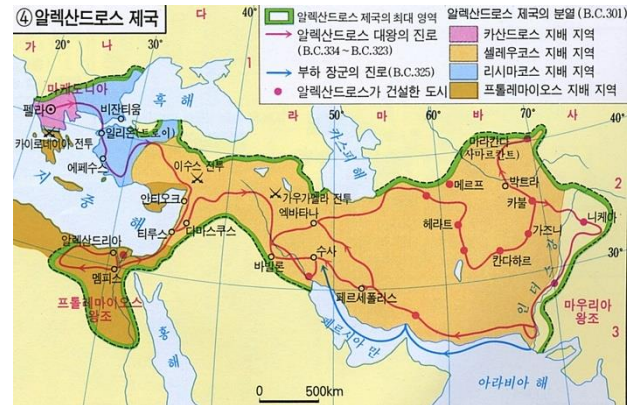 ④ 알렉산드로스 제국
알렉산드로스 제국의 최대 영역
알렉산드로스 대왕의 진로
(B.C.334~B.C.323)
부하 장군의 진로(B.C.325)
알렉산드로스가 건설한 도시
알렉산드로스 제국의 분열(B.C.301)
카산드로스 지배 지역
셀레우코스 지배 지역
리시마코스 지배 지역
프톨레마이오스 지배 지역
가
나
다
라
마
바
사
20°
30°
40°
50°
60°
70°
40°
30°
1
2
3
마케도니아
펠라
비잔티움
흑해
일리온(트로이)
카이로네이아 전투
에페수스
지중해
이수스 전투
안티오크
티루스
다마스쿠스
알렉산드리아
멤피스
프톨레마이오스
왕조
홍해
카스피 해
가우가멜라 전투
엑바타나
바빌론
수사
페르세폴리스
페르시아 만
메르프
헤라트
마라칸다
(사마르칸트)
박트라
카불
가즈니
칸다하르
니케아
인더스 강
마우리아
왕조
아라비아 해
0 500km